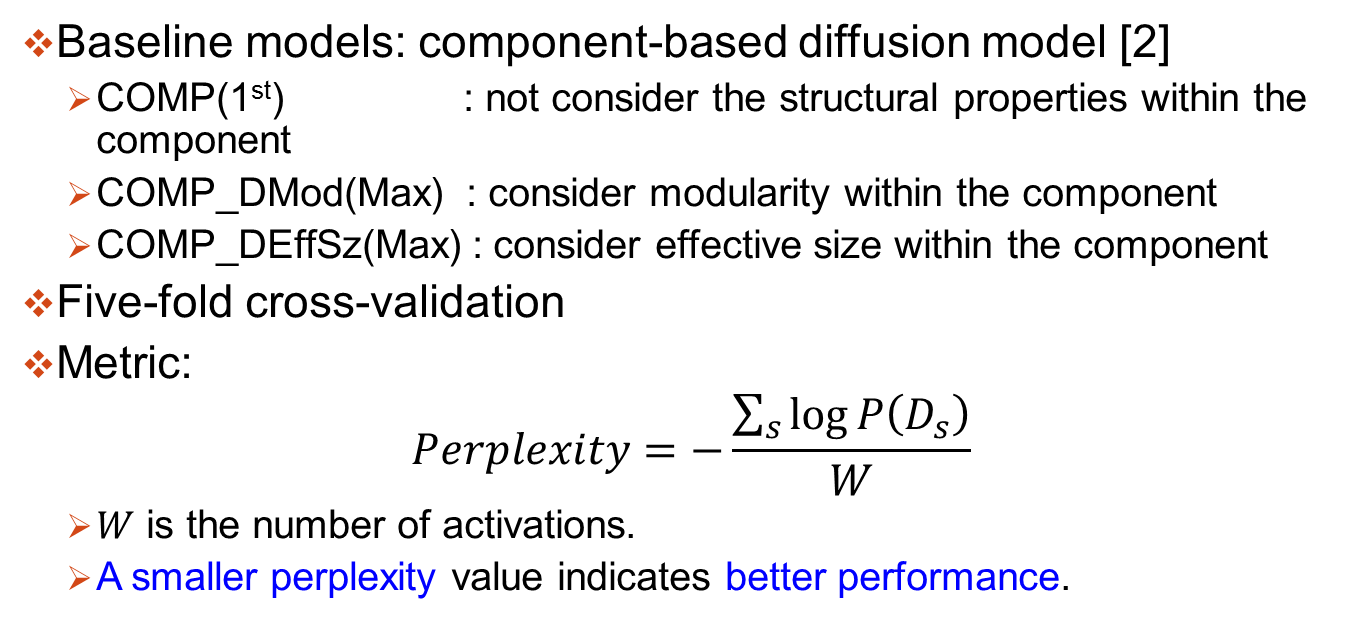 ❖Baseline models: component-based diffusion model [2]
➢COMP(1st) : not consider the structural properties within the
component
➢COMP_DMod(Max) : consider modularity within the component
➢COMP_DEffSz(Max) : consider effective size within the component
❖Five-fold cross-validation
❖Metric:
Perplexity = − ∑s log P(Ds) / W
➢W is the number of activations.
➢A smaller perplexity value indicates better performance.